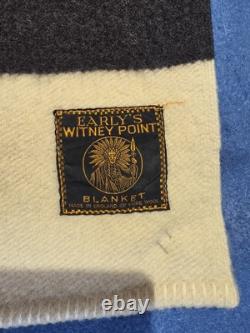 EARLY'S
WITNEY POINT
BLANKET
MADE IN ENGLAND OF PURE WOOL